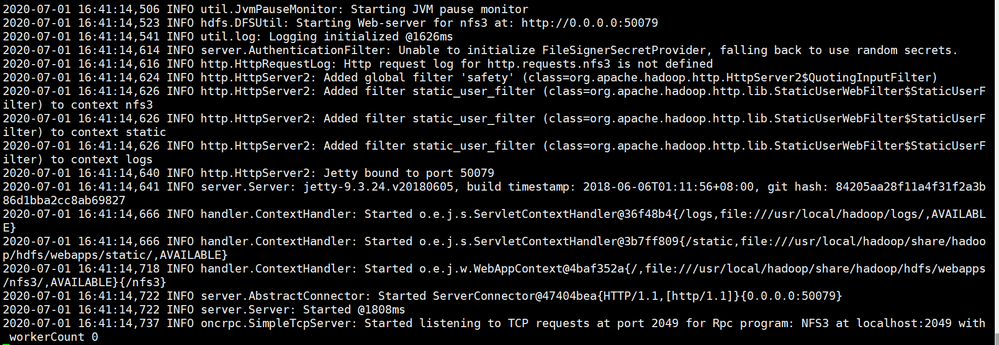 2020-07-01 16:41:14,506 INFO util.JvmPauseMonitor: Starting JVM pause monitor
2020-07-01 16:41:14,523 INFO hdfs.DFSUtil: Starting Web-server for nfs3 at: http://0.0.0.0:50079
2020-07-01 16:41:14,541 INFO util.log: Logging initialized @1626ms
2020-07-01 16:41:14,614 INFO server.AuthenticationFilter: Unable to initialize FileSignerSecretProvider, falling back to use random secrets.
2020-07-01 16:41:14,616 INFO http.HttpRequestLog: Http request log for http.requests.nfs3 is not defined
2020-07-01 16:41:14,624 INFO http.HttpServer2: Added global filter 'safety' (class=org.apache.hadoop.http.HttpServer2$QuotingInputFilter)
2020-07-01 16:41:14,626 INFO http.HttpServer2: Added filter static_user_filter (class=org.apache.hadoop.http.lib.StaticUserWebFilter$StaticUserF
ilter) to context nfs3
2020-07-01 16:41:14,626 INFO http.HttpServer2: Added filter static_user_filter (class=org.apache.hadoop.http.lib.StaticUserWebFilter$StaticUserF
ilter) to context static
2020-07-01 16:41:14,626 INFO http.HttpServer2: Added filter static_user_filter (class=org.apache.hadoop.http.lib.StaticUserWebFilter$StaticUserF
ilter) to context logs
2020-07-01 16:41:14,640 INFO http.HttpServer2: Jetty bound to port 50079
2020-07-01 16:41:14,641 INFO server.Server: jetty-9.3.24.v20180605, build timestamp: 2018-06-06T01:11:56+08:00, git hash: 84205aa28f11a4f31f2a3b
86d1bba2cc8ab69827
2020-07-01 16:41:14,666 INFO handler.ContextHandler: Started o.e.j.s.ServletContextHandler@36f48b4{/logs,file:///usr/local/hadoop/logs/,AVAILABL
E}
2020-07-01 16:41:14,666 INFO handler.ContextHandler: Started o.e.j.s.ServletContextHandler@3b7ff809{/static,file:///usr/local/hadoop/share/hadoo
p/hdfs/webapps/static/,AVAILABLE}
2020-07-01 16:41:14,718 INFO handler.ContextHandler: Started o.e.j.w.WebAppContext@4baf352a{/,file:///usr/local/hadoop/share/hadoop/hdfs/webapps
/nfs3/,AVAILABLE}{/nfs3}
2020-07-01 16:41:14,722 INFO server.AbstractConnector: Started ServerConnector@47404bea{HTTP/1.1,[http/1.1]}{0.0.0.0:50079}
2020-07-01 16:41:14,722 INFO server.Server: Started @1808ms
2020-07-01 16:41:14,737 INFO oncrpc.SimpleTcpServer: Started listening to TCP requests at port 2049 for Rpc program: NFS3 at localhost:2049 with
 workerCount 0